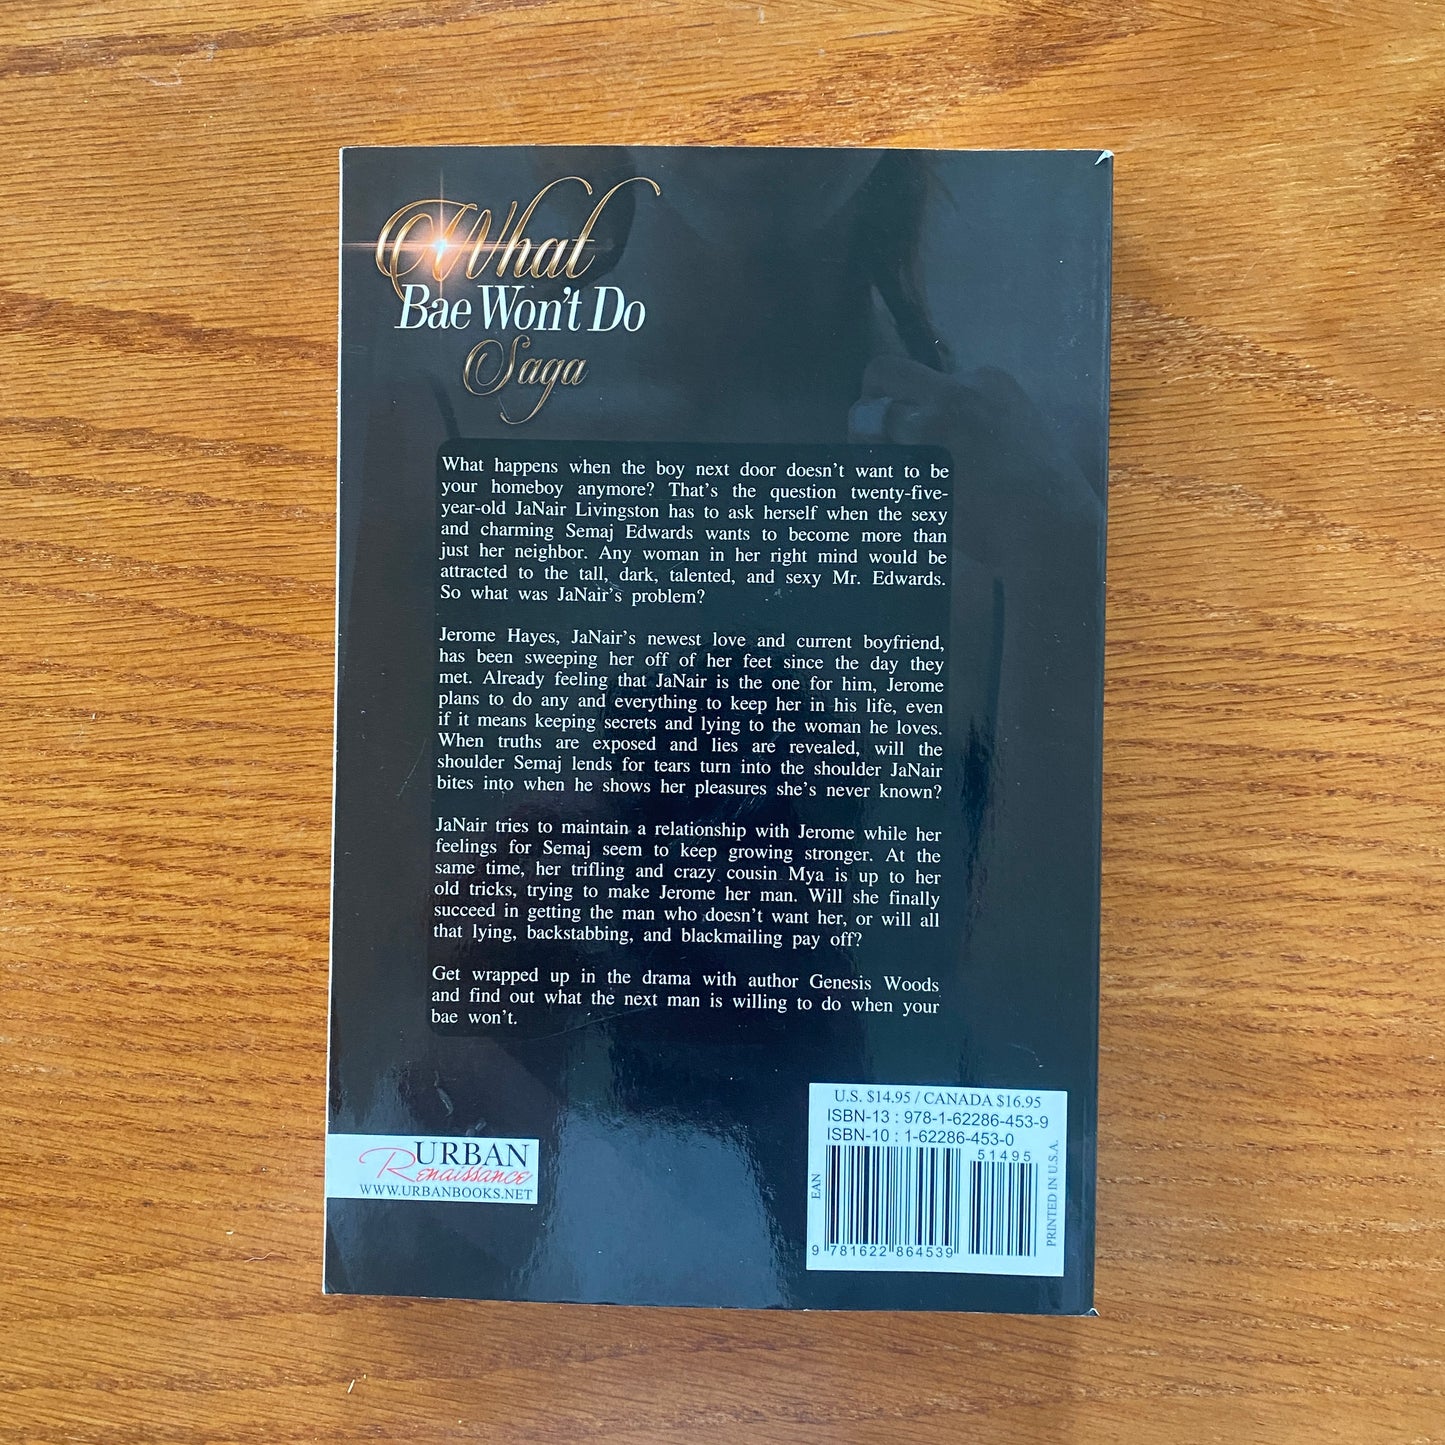 What
Bae Won't Do
Saga
What happens when the boy next door doesn't want to be
your homeboy anymore? That's the question twenty-five-
year-old JaNair Livingston has to ask herself when the sexy
and charming Semaj Edwards wants to become more than
just her neighbor. Any woman in her right mind would be
attracted to the tall, dark, talented, and sexy Mr. Edwards.
So what was JaNair's problem?
Jerome Hayes, JaNair's newest love and current boyfriend,
has been sweeping her off of her feet since the day they
met. Already feeling that JaNair is the one for him, Jerome
plans to do any and everything to keep her in his life, even
if it means keeping secrets and lying to the woman he loves.
When truths are exposed and lies are revealed, will the
shoulder Semaj lends for tears turn into the shoulder JaNair
bites into when he shows her pleasures she's never known?
JaNair tries to maintain a relationship with Jerome while her
feelings for Semaj seem to keep growing stronger. At the
same time, her trifling and crazy cousin Mya is up to her
old tricks, trying to make Jerome her man. Will she finally
succeed in getting the man who doesn't want her, or will all
that lying, backstabbing, and blackmailing pay off?
Get wrapped up in the drama with author Genesis Woods
and find out what the next man is willing to do when your
bae won't.
URBAN
Renaissance
WWW.URBANBOOKS.NET
U.S. $14.95 / CANADA $16.95
ISBN-13 : 978-1-62286-453-9
ISBN-10 : 1-62286-453-0
51495
EAN
PRINTED IN U.S.A.
9 781622 864539